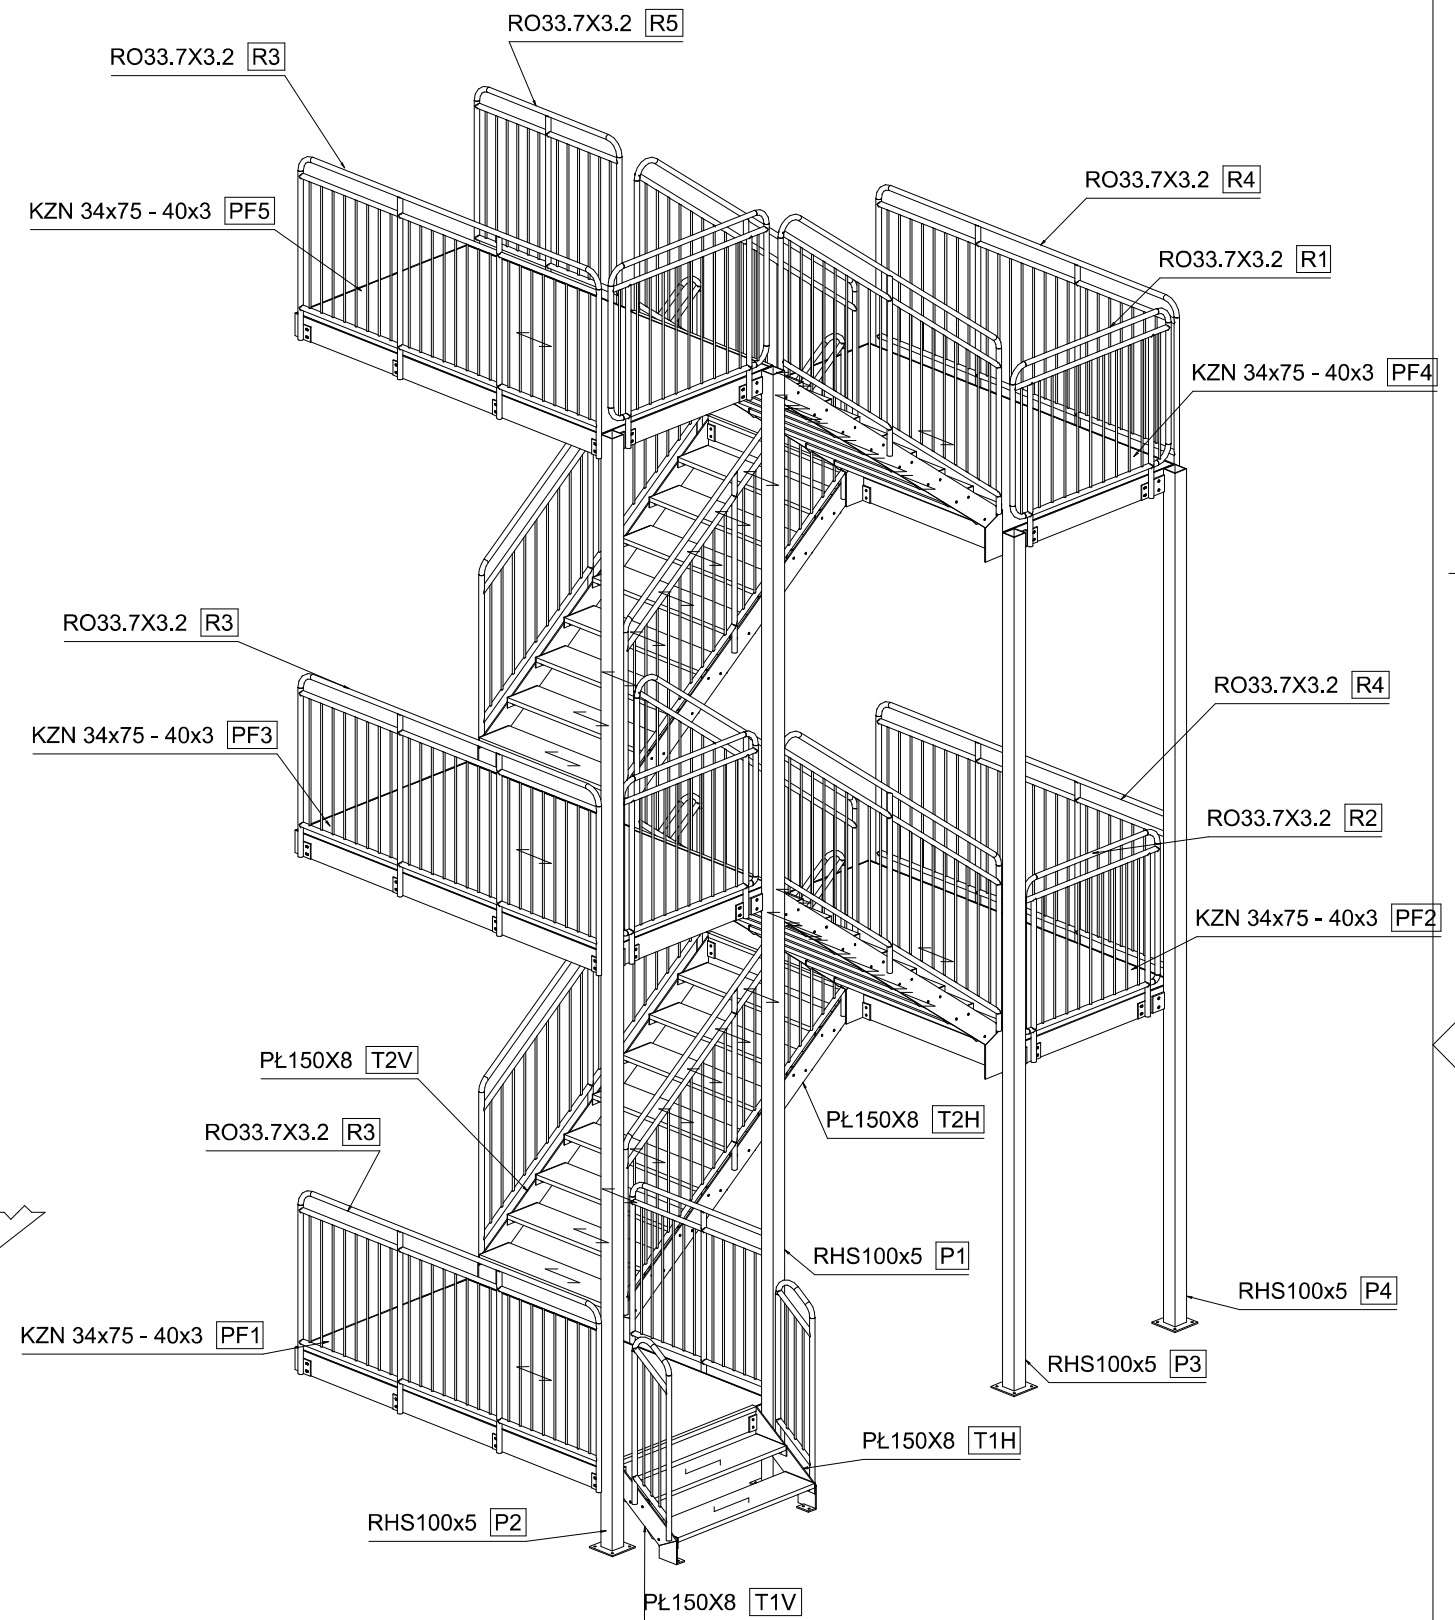 RO33.7X3.2 R5
RO33.7X3.2 R3
RO33.7X3.2 R4
KZN 34x75 - 40x3 PF5
RO33.7X3.2 R1
KZN 34x75 - 40x3 PF4
RO33.7X3.2 R3
RO33.7X3.2 R4
KZN 34x75 - 40x3 PF3
RO33.7X3.2 R2
KZN 34x75 - 40x3 PF2
PŁ150X8 T2V
PŁ150X8 T2H
RO33.7X3.2 R3
RHS100x5 P1
RHS100x5 P4
KZN 34x75 - 40x3 PF1
RHS100x5 P3
PŁ150X8 T1H
RHS100x5 P2
PŁ150X8 T1V